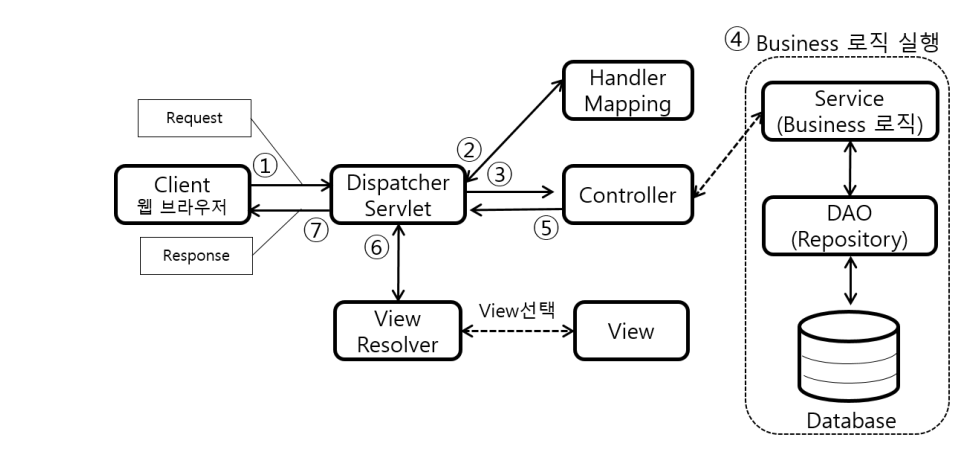 ④ Business 로직 실행
Handler
Mapping
Service
(Business 로직)
Request
①
②
③
Client
웹 브라우저
Dispatcher
Servlet
Controller
DAO
(Repository)
⑦
⑥
⑤
Response
View
Resolver
View선택
View
Database